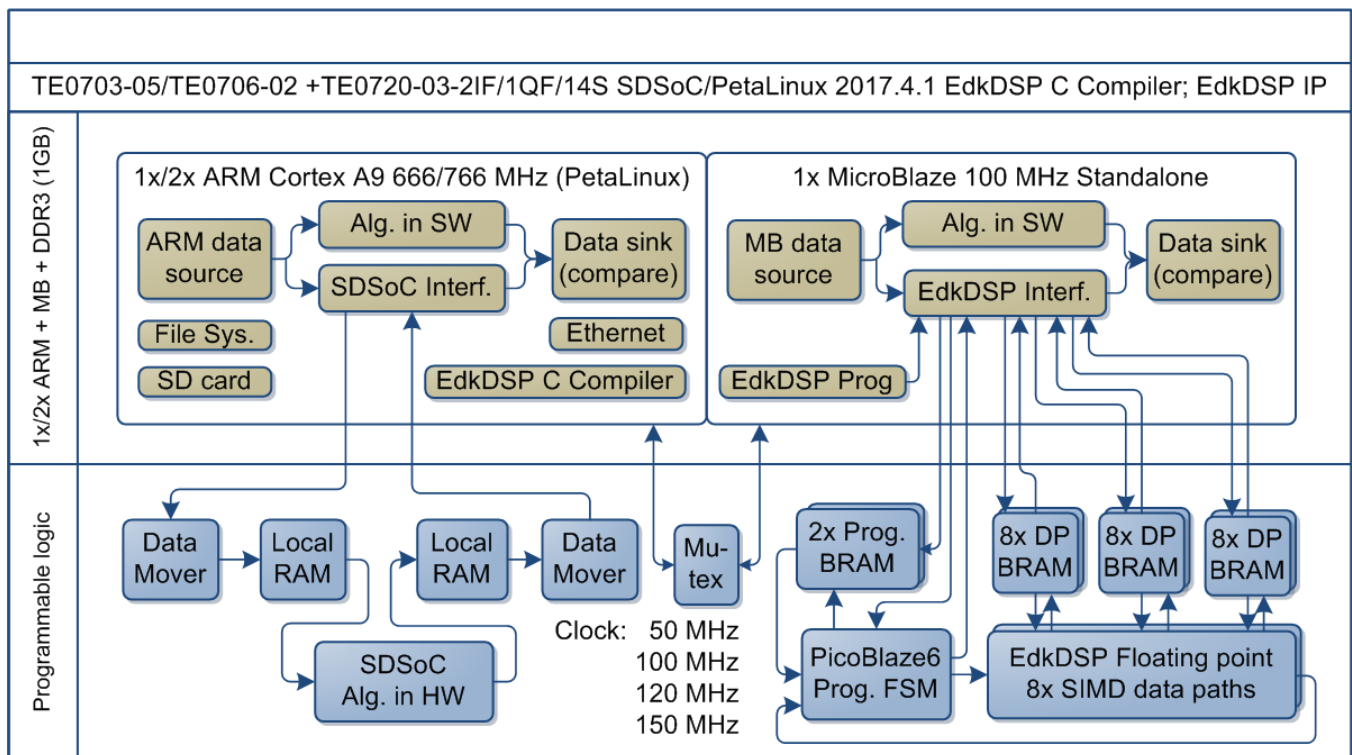 TE0703-05/TE0706-02 +TE0720-03-2IF/1QF/14S SDSoC/PetaLinux 2017.4.1 EdkDSP C Compiler; EdkDSP IP
1x/2x ARM + MB + DDR3 (1GB)
1x/2x ARM Cortex A9 666/766 MHz (PetaLinux)
ARM data
source
Alg. in SW
SDSoC Interf.
Data sink
(compare)
File Sys.
SD card
Ethernet
EdkDSP C Compiler
1x MicroBlaze 100 MHz Standalone
MB data
source
Alg. in SW
EdkDSP Interf.
Data sink
(compare)
EdkDSP Prog
Programmable logic
Data
Mover
Local
RAM
SDSoC
Alg. in HW
Local
RAM
Data
Mover
Mu-
tex
Clock: 50 MHz
100 MHz
120 MHz
150 MHz
2x Prog.
BRAM
PicoBlaze6
Prog. FSM
8x DP
BRAM
8x DP
BRAM
8x DP
BRAM
EdkDSP Floating point
8x SIMD data paths